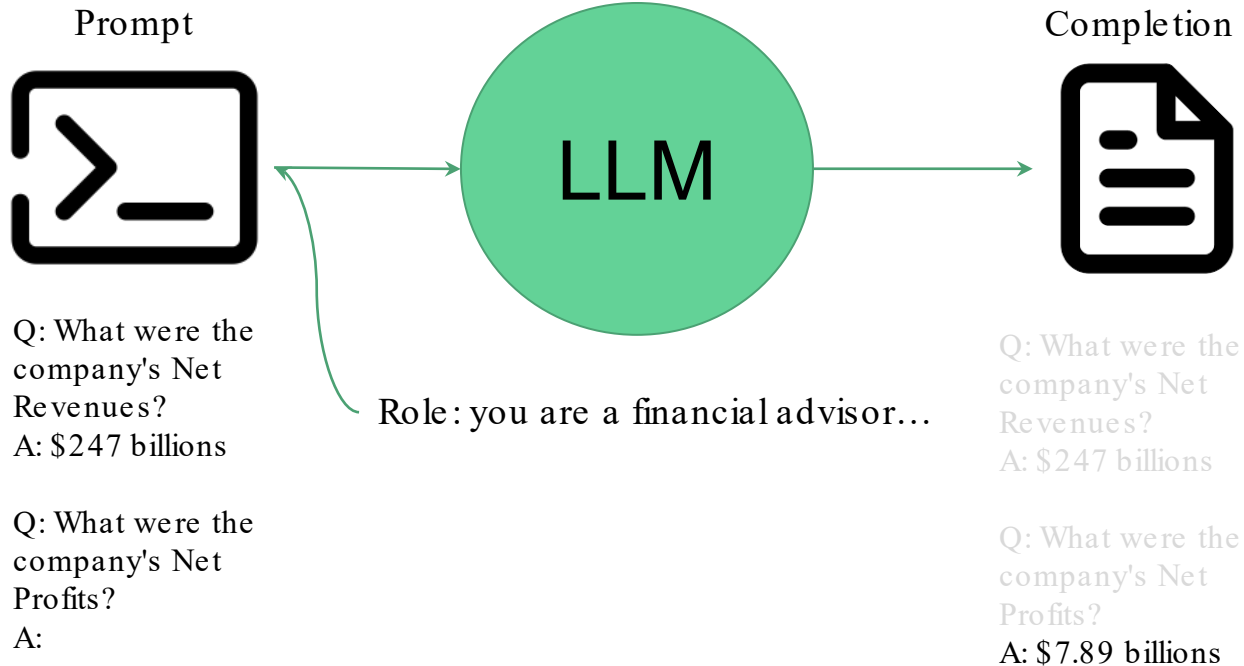 Prompt
Completion
LLM
Q: What were the
company's Net
Revenues?
A: $247 billions
Q: What were the
company's Net
Profits?
A:
Role: you are a financial advisor...
Q: What were the
company's Net
Revenues?
A: $247 billions
Q: What were the
company's Net
Profits?
A: $7.89 billions